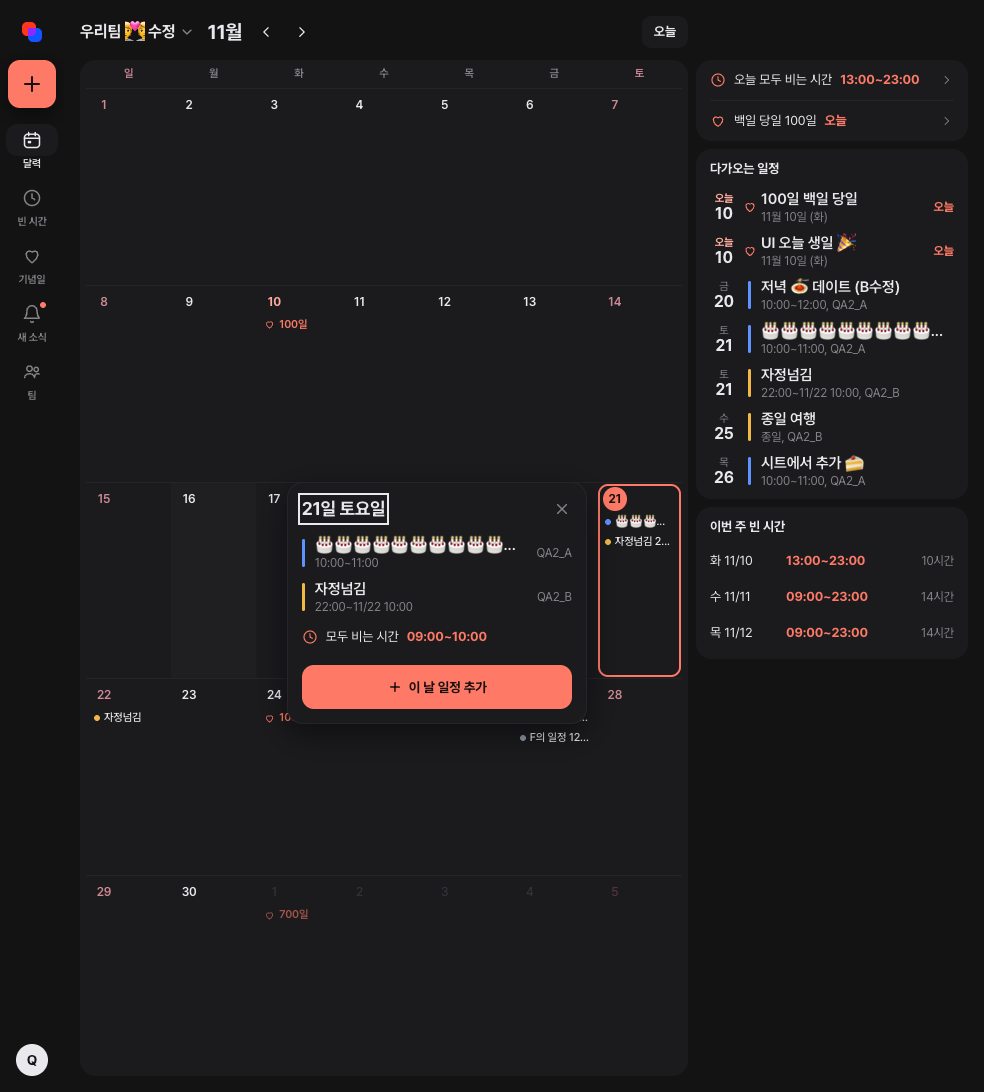 우리팀 👩‍❤️‍👨 수정
11월
오늘
달력
빈 시간
기념일
새 소식
팀
Q
일 월 화 수 목 금 토
1 2 3 4 5 6 7
8 9 10 11 12 13 14
100일
15 16 17 21
🎂🎂🎂...
자정넘김 2...
21일 토요일
🎂🎂🎂🎂🎂🎂🎂🎂🎂🎂...
10:00~11:00
QA2_A
자정넘김
22:00~11/22 10:00
QA2_B
모두 비는 시간 09:00~10:00
+ 이 날 일정 추가
22 23 24 28
자정넘김
10
F의 일정 12...
29 30 1 2 3 4 5
700일
오늘 모두 비는 시간 13:00~23:00
백일 당일 100일 오늘
다가오는 일정
오늘
10
100일 백일 당일
11월 10일 (화)
오늘
오늘
10
UI 오늘 생일 🎉
11월 10일 (화)
오늘
금
20
저녁 🍝 데이트 (B수정)
10:00~12:00, QA2_A
토
21
🎂🎂🎂🎂🎂🎂🎂🎂🎂...
10:00~11:00, QA2_A
토
21
자정넘김
22:00~11/22 10:00, QA2_B
수
25
종일 여행
종일, QA2_B
목
26
시트에서 추가 🍰
10:00~11:00, QA2_A
이번 주 빈 시간
화 11/10 13:00~23:00 10시간
수 11/11 09:00~23:00 14시간
목 11/12 09:00~23:00 14시간